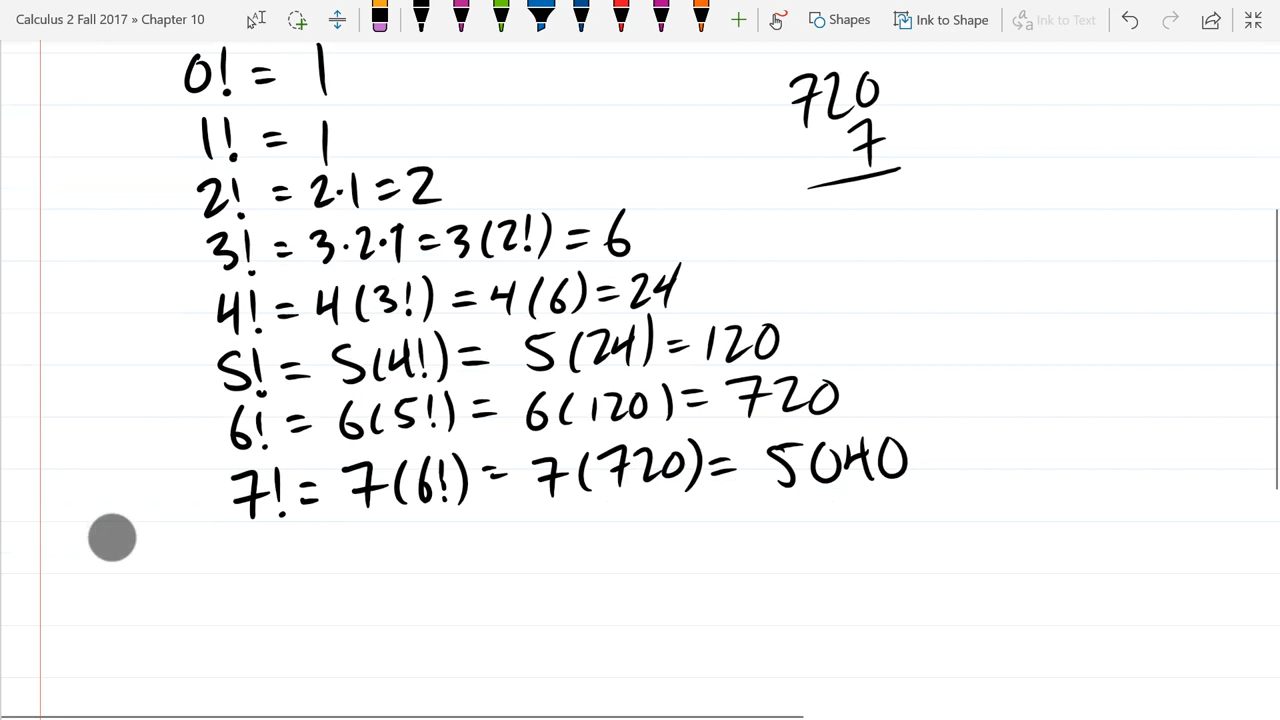 Calculus 2 Fall 2017 » Chapter 10
Shapes
Ink to Shape
Ink to Text
0! = 1
1! = 1
2! = 2·1 = 2
3! = 3·2·1 = 3(2!) = 6
4! = 4(3!) = 4(6) = 24
5! = 5(4!) = 5(24) = 120
6! = 6(5!) = 6(120) = 720
7! = 7(6!) = 7(720) = 5040
720
7